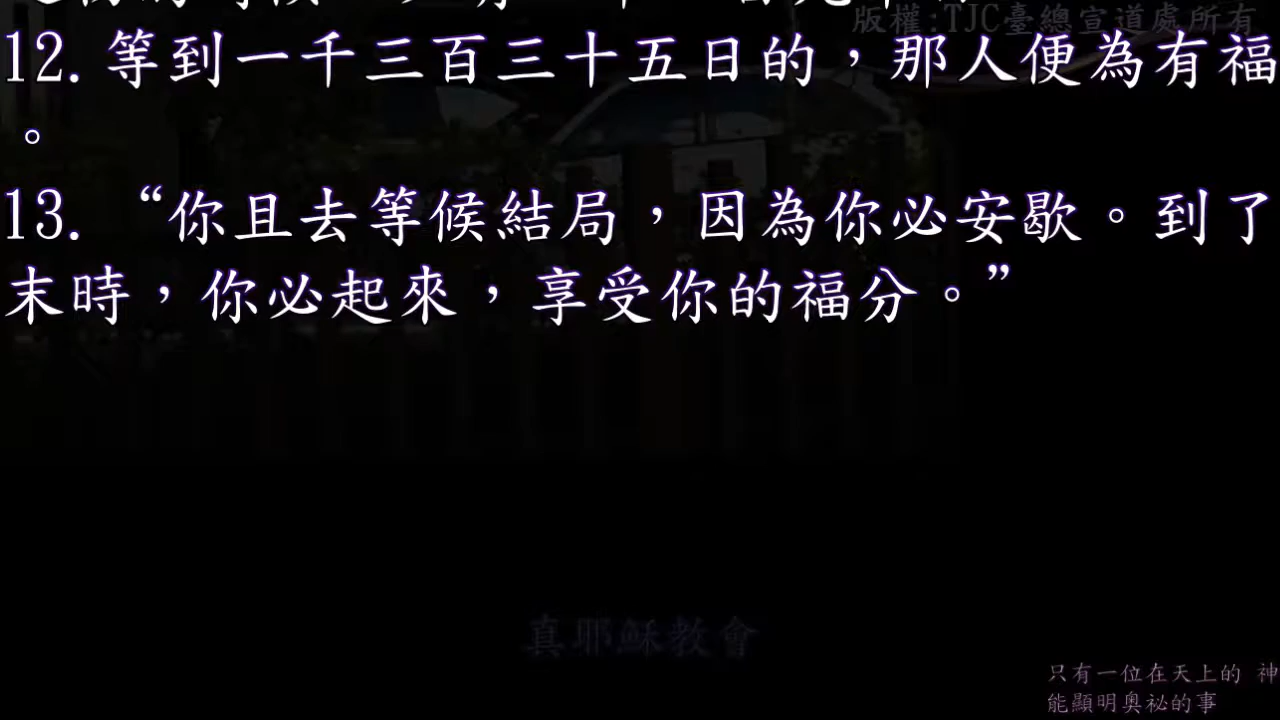 版權:TJC臺總宣道處所有
12. 等到一千三百三十五日的，那人便為有福
。
13. “你且去等候結局，因為你必安歇。到了
末時，你必起來，享受你的福分。”
真耶穌教會
只有一位在天上的 神
能顯明奧祕的事